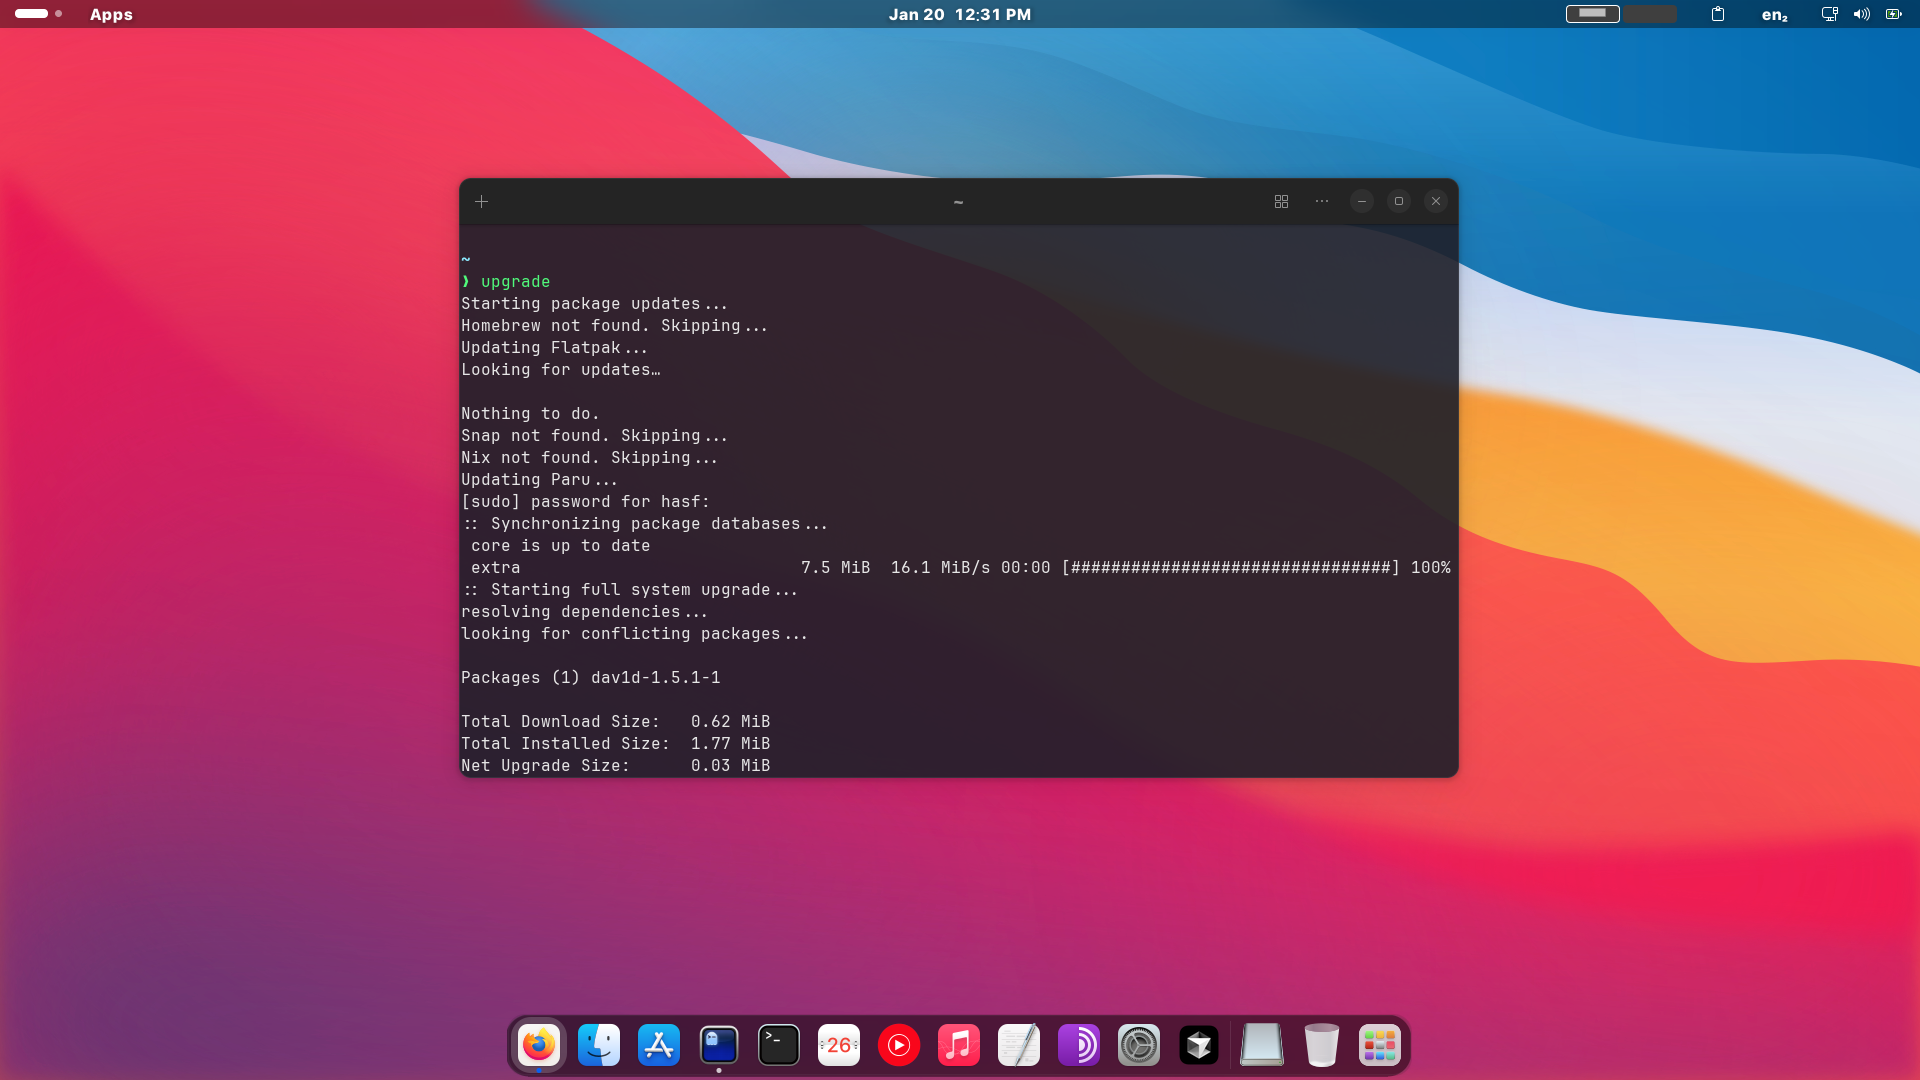 Apps
Jan 20 12:31 PM
en₂
~
~
❯ upgrade
Starting package updates...
Homebrew not found. Skipping...
Updating Flatpak...
Looking for updates…
Nothing to do.
Snap not found. Skipping...
Nix not found. Skipping...
Updating Paru...
[sudo] password for hasf:
:: Synchronizing package databases...
core is up to date
extra 7.5 MiB 16.1 MiB/s 00:00 [################################] 100%
:: Starting full system upgrade...
resolving dependencies...
looking for conflicting packages...
Packages (1) dav1d-1.5.1-1
Total Download Size: 0.62 MiB
Total Installed Size: 1.77 MiB
Net Upgrade Size: 0.03 MiB
>_
26